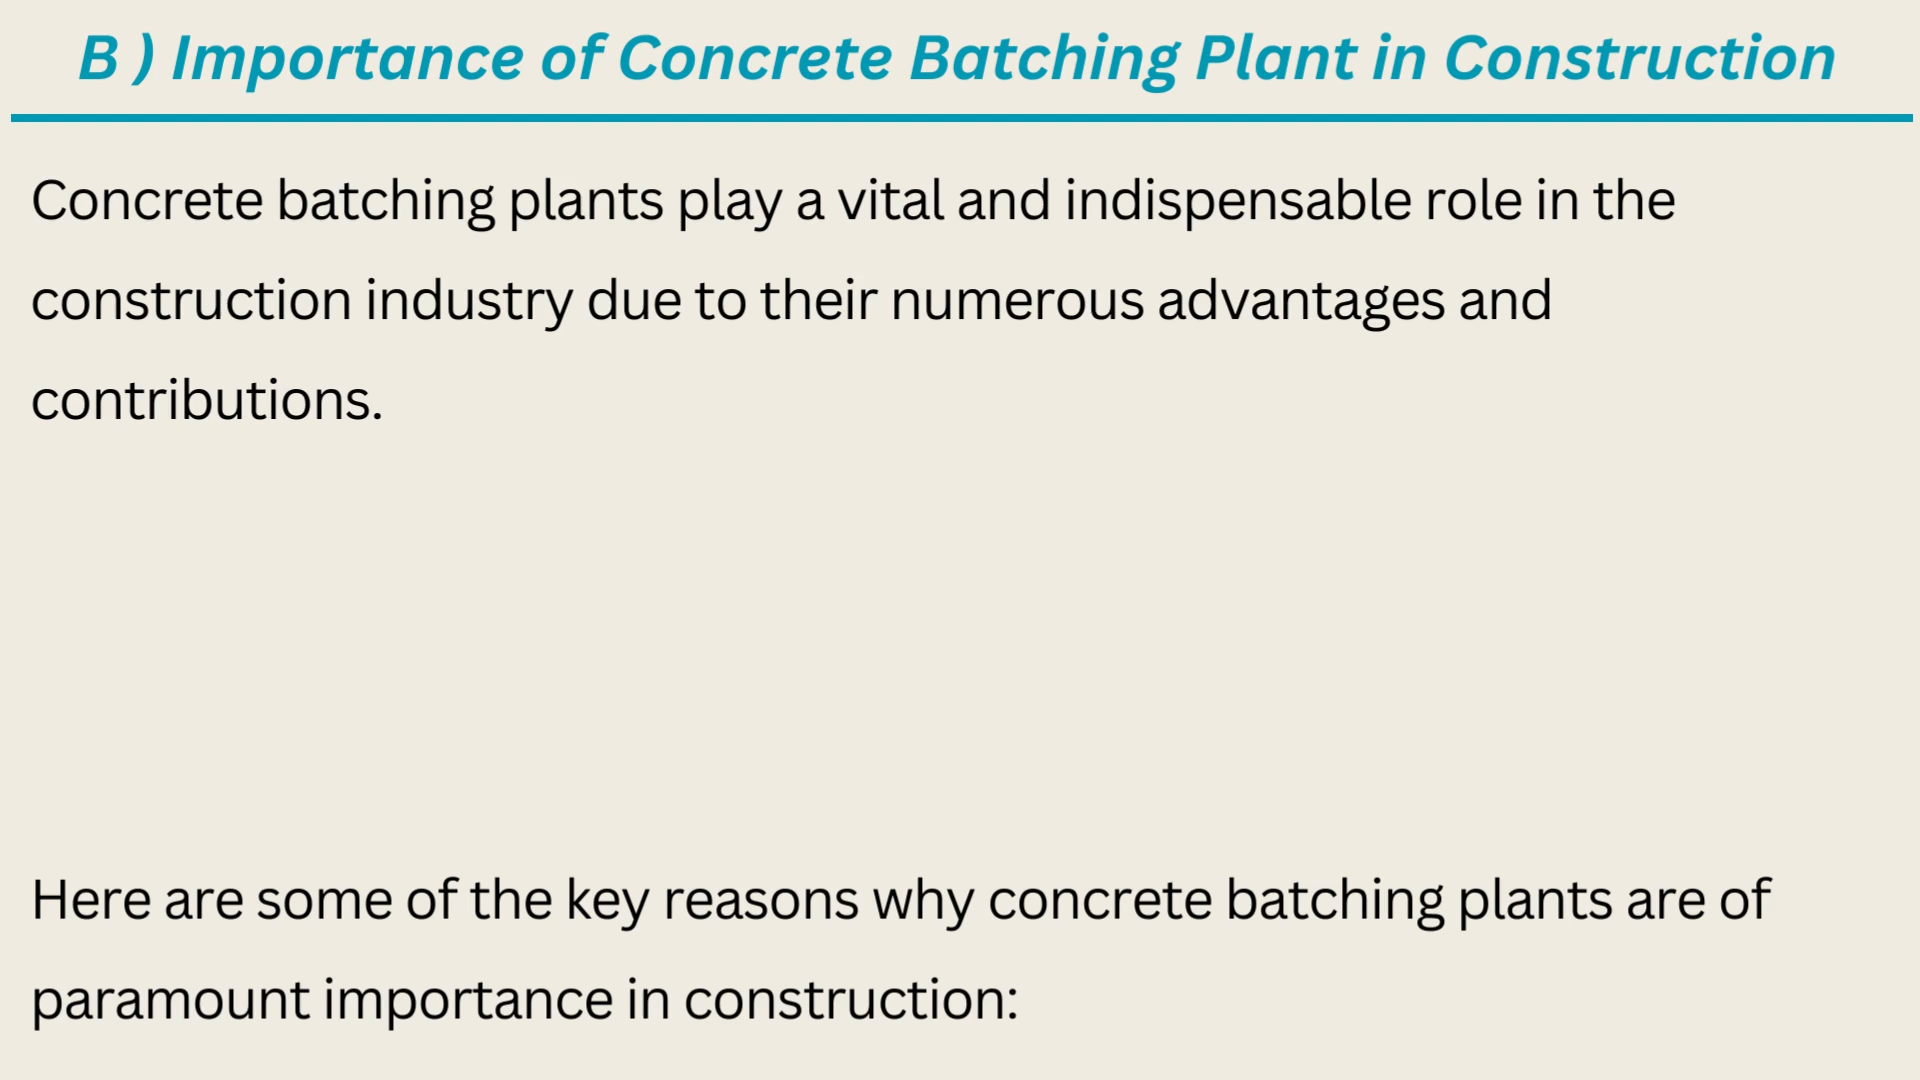 B ) Importance of Concrete Batching Plant in Construction
Concrete batching plants play a vital and indispensable role in the
construction industry due to their numerous advantages and
contributions.
Here are some of the key reasons why concrete batching plants are of
paramount importance in construction: